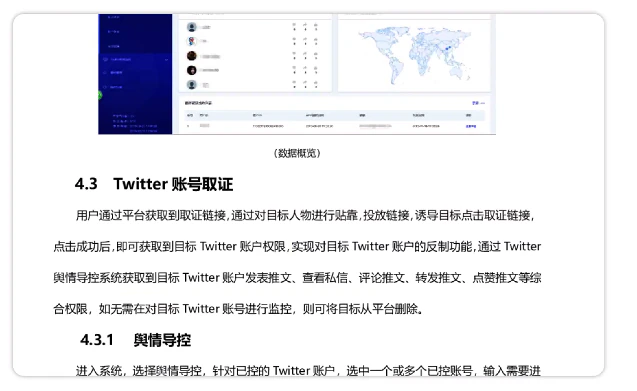 (数据概览)
4.3 Twitter 账号取证
用户通过平台获取到取证链接，通过对目标人物进行贴靠，投放链接，诱导目标点击取证链接，
点击成功后，即可获取到目标 Twitter 账户权限，实现对目标 Twitter 账户的反制功能，通过 Twitter
舆情导控系统获取到目标 Twitter 账户发表推文、查看私信、评论推文、转发推文、点赞推文等综
合权限，如无需在对目标 Twitter 账号进行监控，则可将目标从平台删除。
4.3.1 舆情导控
进入系统，选择舆情导控，针对已控的 Twitter 账户，选中一个或多个已控账号，输入需要进